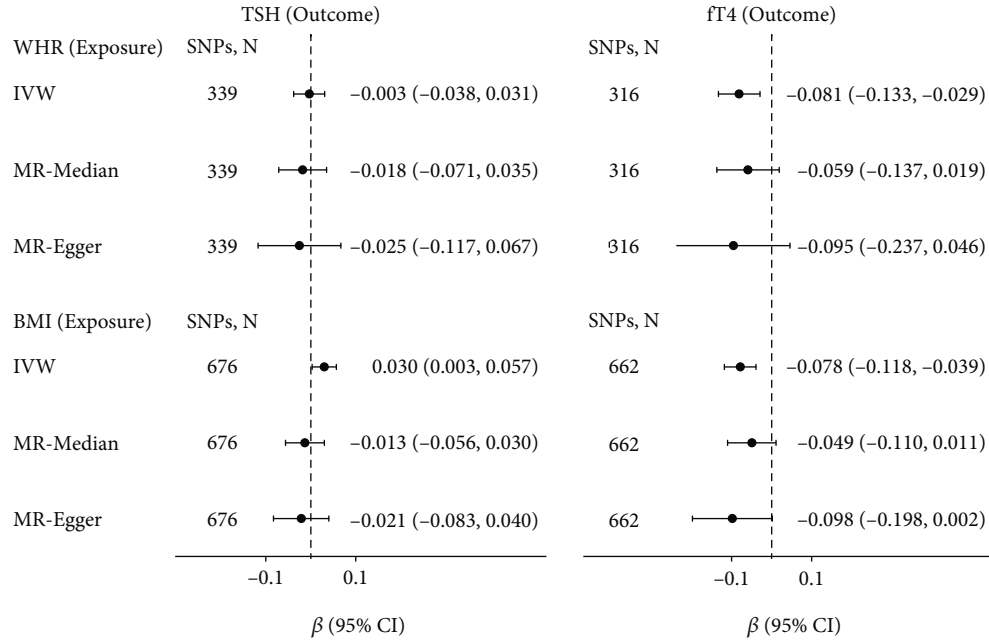 TSH (Outcome) fT4 (Outcome)
WHR (Exposure) SNPs, N SNPs, N
IVW 339 –0.003 (–0.038, 0.031) 316 –0.081 (–0.133, –0.029)
MR-Median 339 –0.018 (–0.071, 0.035) 316 –0.059 (–0.137, 0.019)
MR-Egger 339 –0.025 (–0.117, 0.067) 316 –0.095 (–0.237, 0.046)
BMI (Exposure) SNPs, N SNPs, N
IVW 676 0.030 (0.003, 0.057) 662 –0.078 (–0.118, –0.039)
MR-Median 676 –0.013 (–0.056, 0.030) 662 –0.049 (–0.110, 0.011)
MR-Egger 676 –0.021 (–0.083, 0.040) 662 –0.098 (–0.198, 0.002)
–0.1 0.1 –0.1 0.1
β (95% CI) β (95% CI)